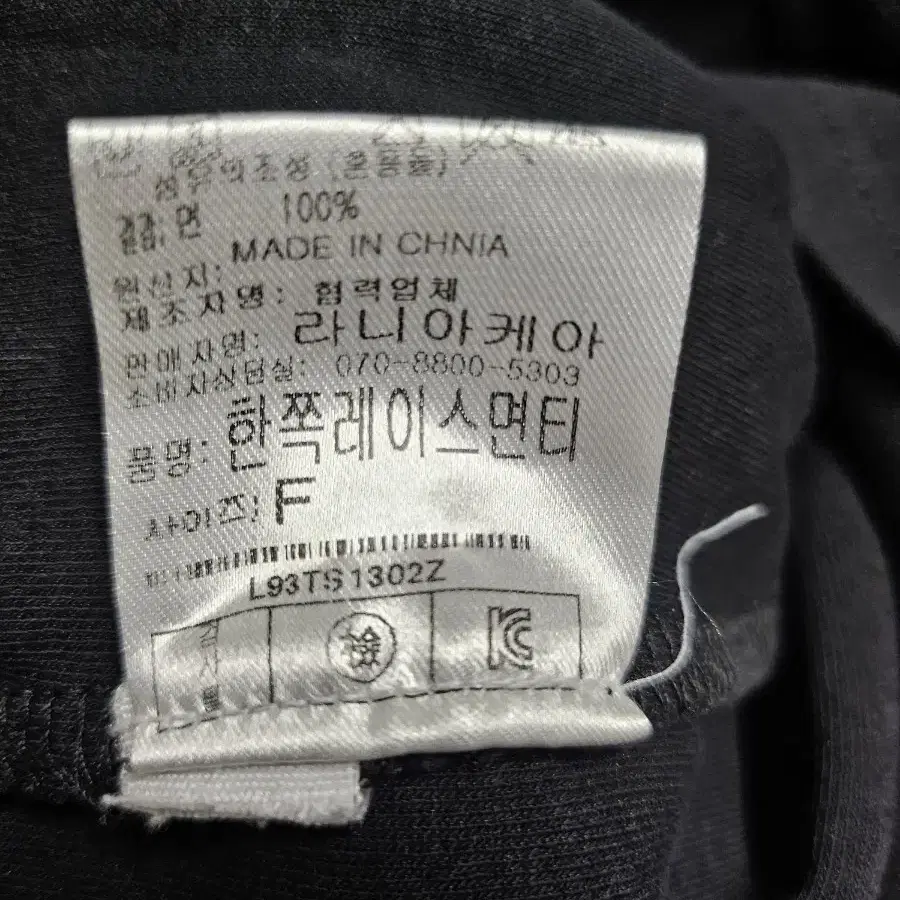 섬유의조성 (혼용률)
겉감: 면 100%
원산지: MADE IN CHNIA
제조자명: 협력업체
판매자명: 라니아케아
소비자상담실: 070-8800-5303
품명: 한쪽레이스면티
사이즈: F
L93TS1302Z
檢